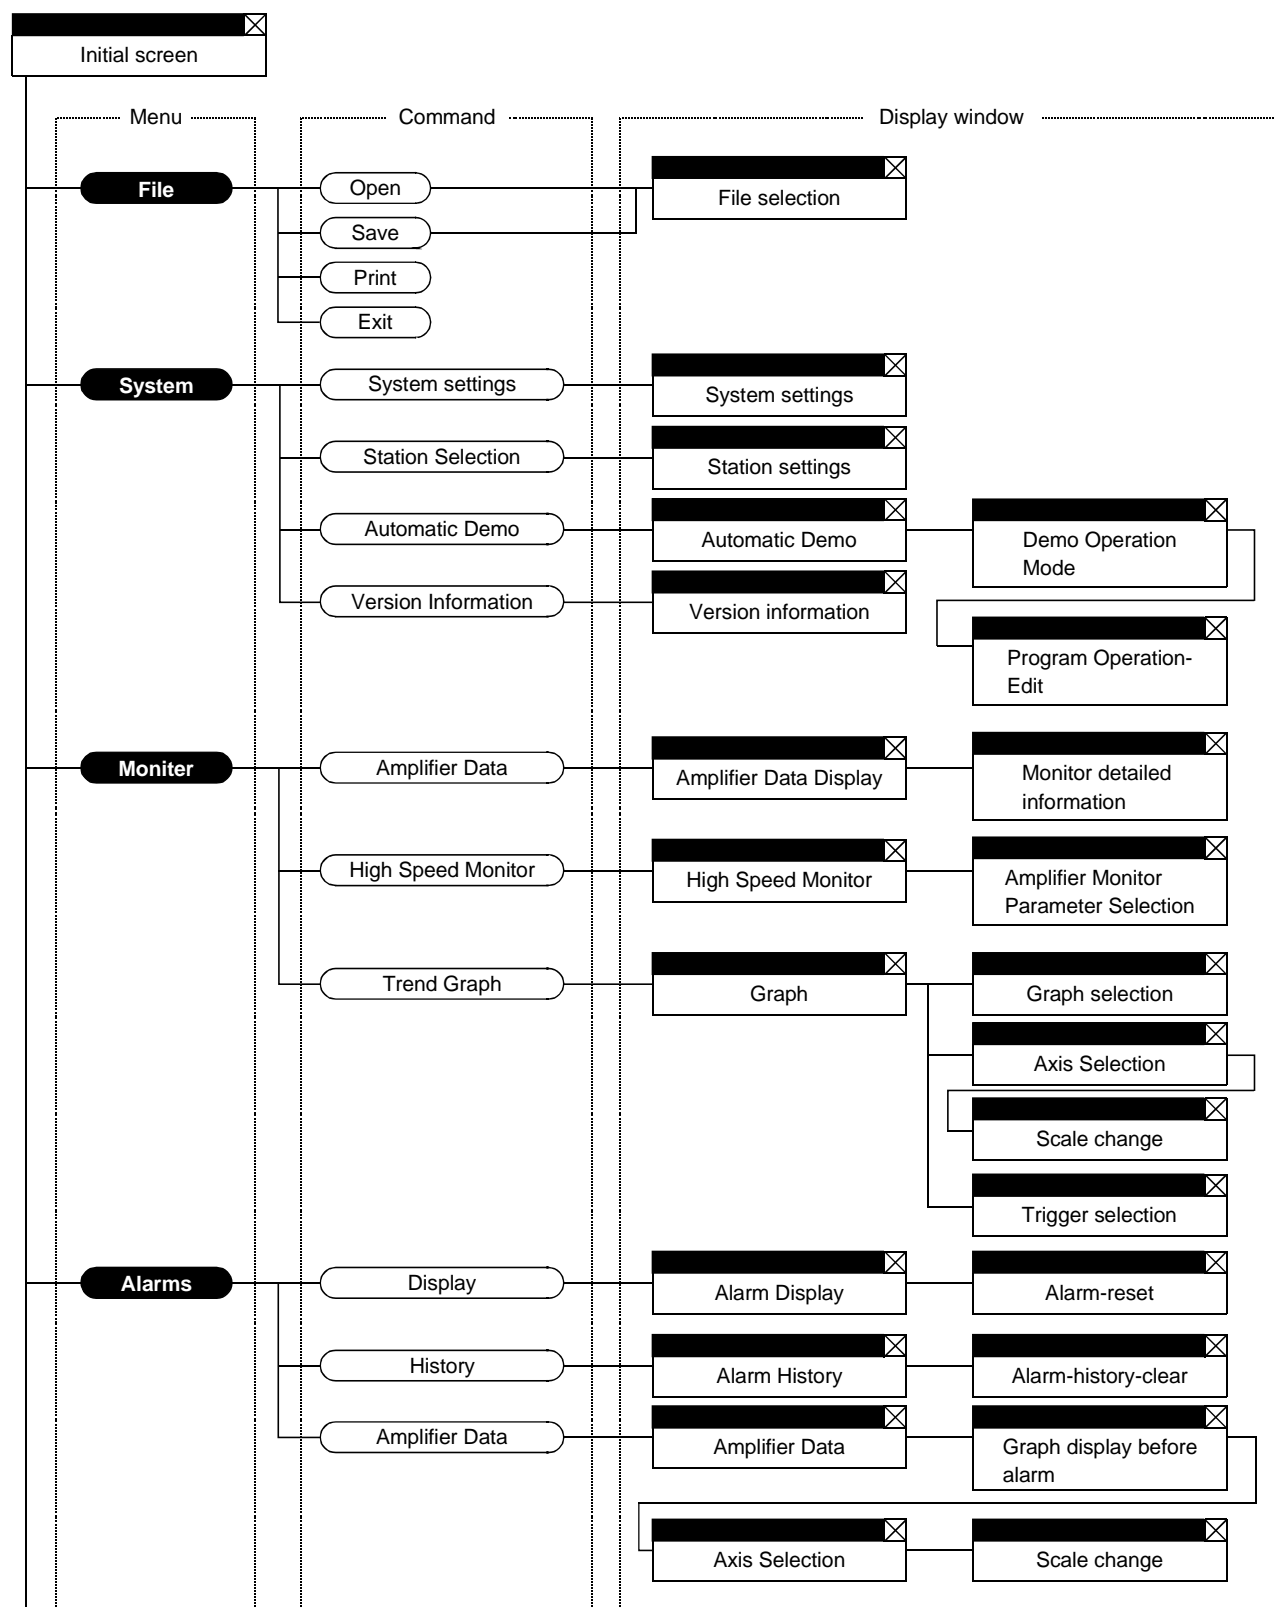 Initial screen
Menu
Command
Display window
File
Open
File selection
Save
Print
Exit
System
System settings
System settings
Station Selection
Station settings
Automatic Demo
Automatic Demo
Demo Operation
Mode
Version Information
Version information
Program Operation-
Edit
Moniter
Amplifier Data
Amplifier Data Display
Monitor detailed
information
High Speed Monitor
High Speed Monitor
Amplifier Monitor
Parameter Selection
Trend Graph
Graph
Graph selection
Axis Selection
Scale change
Trigger selection
Alarms
Display
Alarm Display
Alarm-reset
History
Alarm History
Alarm-history-clear
Amplifier Data
Amplifier Data
Graph display before
alarm
Axis Selection
Scale change